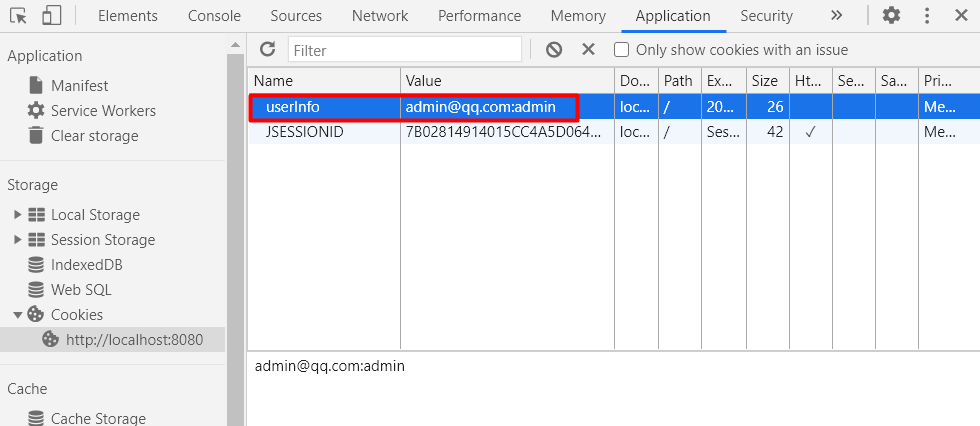 Elements Console Sources Network Performance Memory Application Security »
Application
Manifest
Service Workers
Clear storage
Storage
Local Storage
Session Storage
IndexedDB
Web SQL
Cookies
http://localhost:8080
Cache
Cache Storage
Filter Only show cookies with an issue
Name Value Do... Path Ex... Size Ht... Se... Sa... Pri...
userInfo admin@qq.com:admin loc... / 20... 26 Me...
JSESSIONID 7B02814914015CC4A5D064... loc... / Ses... 42 ✓ Me...
admin@qq.com:admin